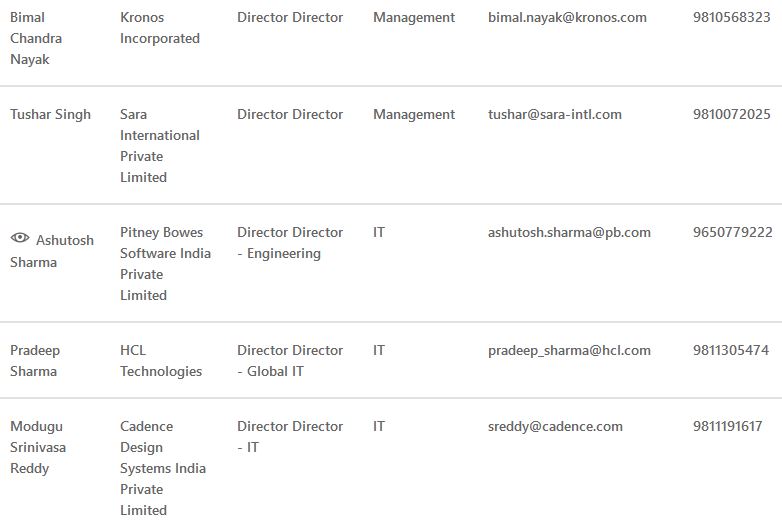 Bimal Chandra Nayak Kronos Incorporated Director Director Management bimal.nayak@kronos.com 9810568323
Tushar Singh Sara International Private Limited Director Director Management tushar@sara-intl.com 9810072025
Ashutosh Sharma Pitney Bowes Software India Private Limited Director Director - Engineering IT ashutosh.sharma@pb.com 9650779222
Pradeep Sharma HCL Technologies Director Director - Global IT IT pradeep_sharma@hcl.com 9811305474
Modugu Srinivasa Reddy Cadence Design Systems India Private Limited Director Director - IT IT sreddy@cadence.com 9811191617